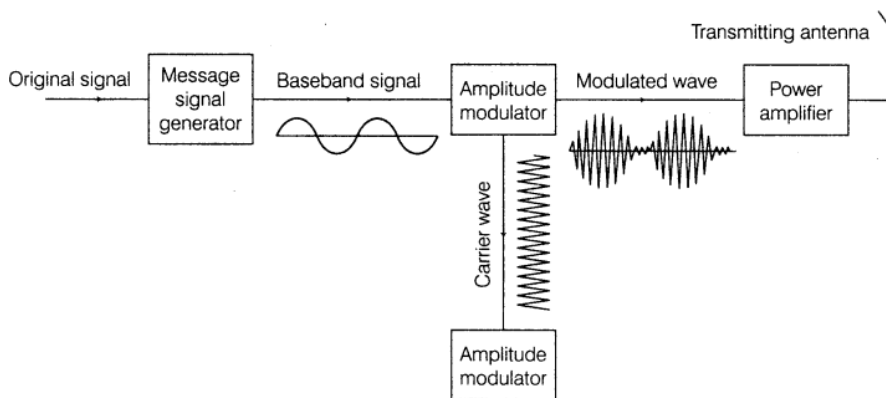 Transmitting antenna
Original signal
Message
signal
generator
Baseband signal
Amplitude
modulator
Modulated wave
Power
amplifier
Carrier wave
Amplitude
modulator